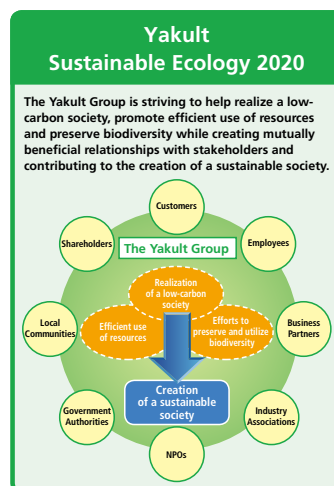 Yakult
Sustainable Ecology 2020
The Yakult Group is striving to help realize a low-
carbon society, promote efficient use of resources
and preserve biodiversity while creating mutually
beneficial relationships with stakeholders and
contributing to the creation of a sustainable society.
Customers
Shareholders
Employees
The Yakult Group
Realization
of a low-carbon
society
Local
Communities
Efficient use
of resources
Efforts to
preserve and utilize
biodiversity
Business
Partners
Creation
of a sustainable
society
Government
Authorities
Industry
Associations
NPOs